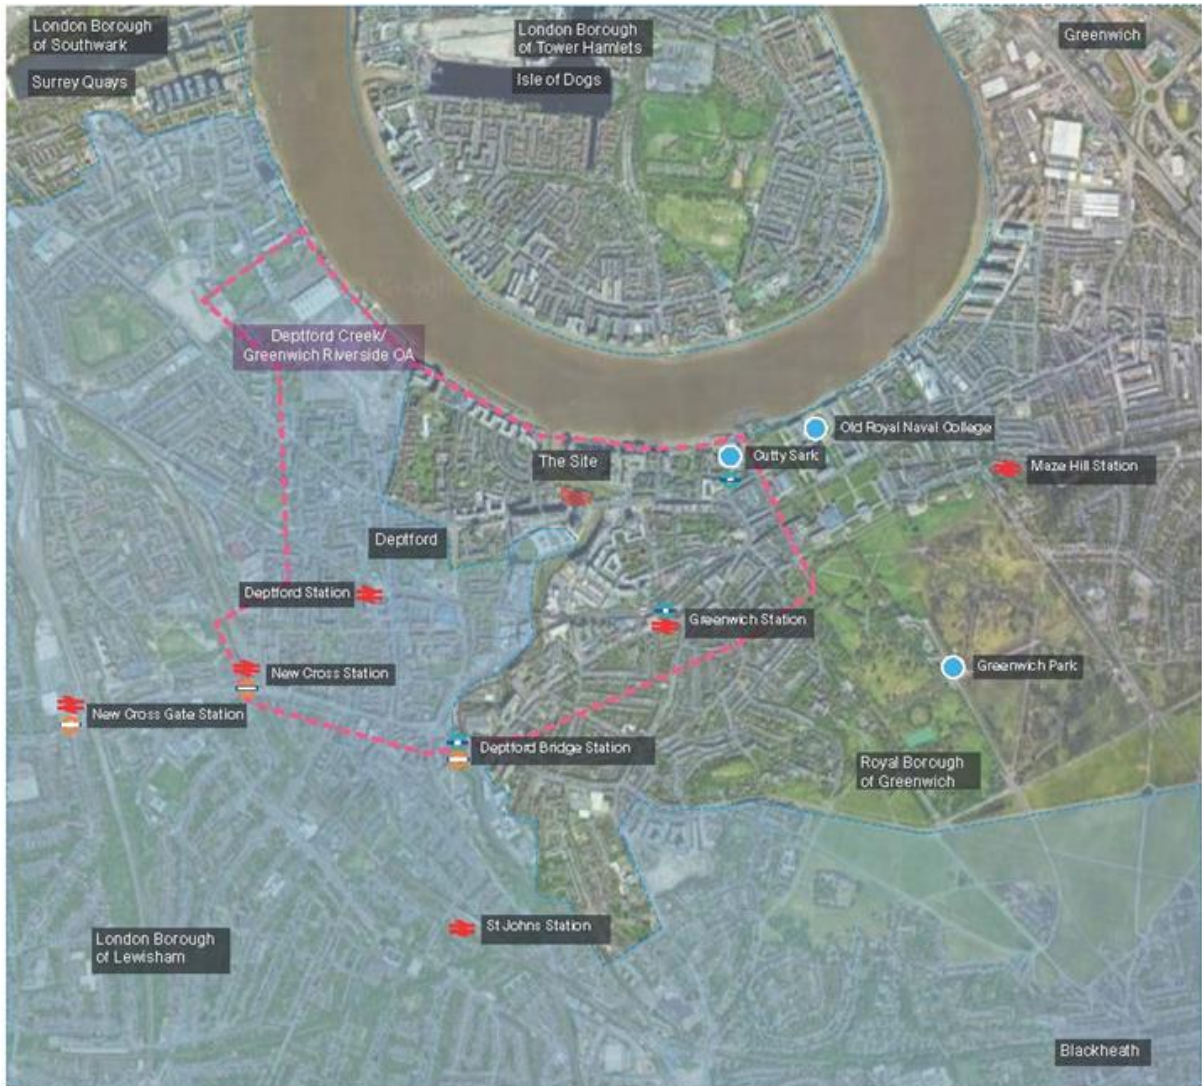 London Borough
of Southwark
Surrey Quays
London Borough
of Tower Hamlets
Isle of Dogs
Greenwich
Deptford Creek/
Greenwich Riverside OA
Old Royal Naval College
Cutty Sark
The Site
Maze Hill Station
Deptford
Deptford Station
Greenwich Station
Greenwich Park
New Cross Station
New Cross Gate Station
Deptford Bridge Station
Royal Borough
of Greenwich
St Johns Station
London Borough
of Lewisham
Blackheath